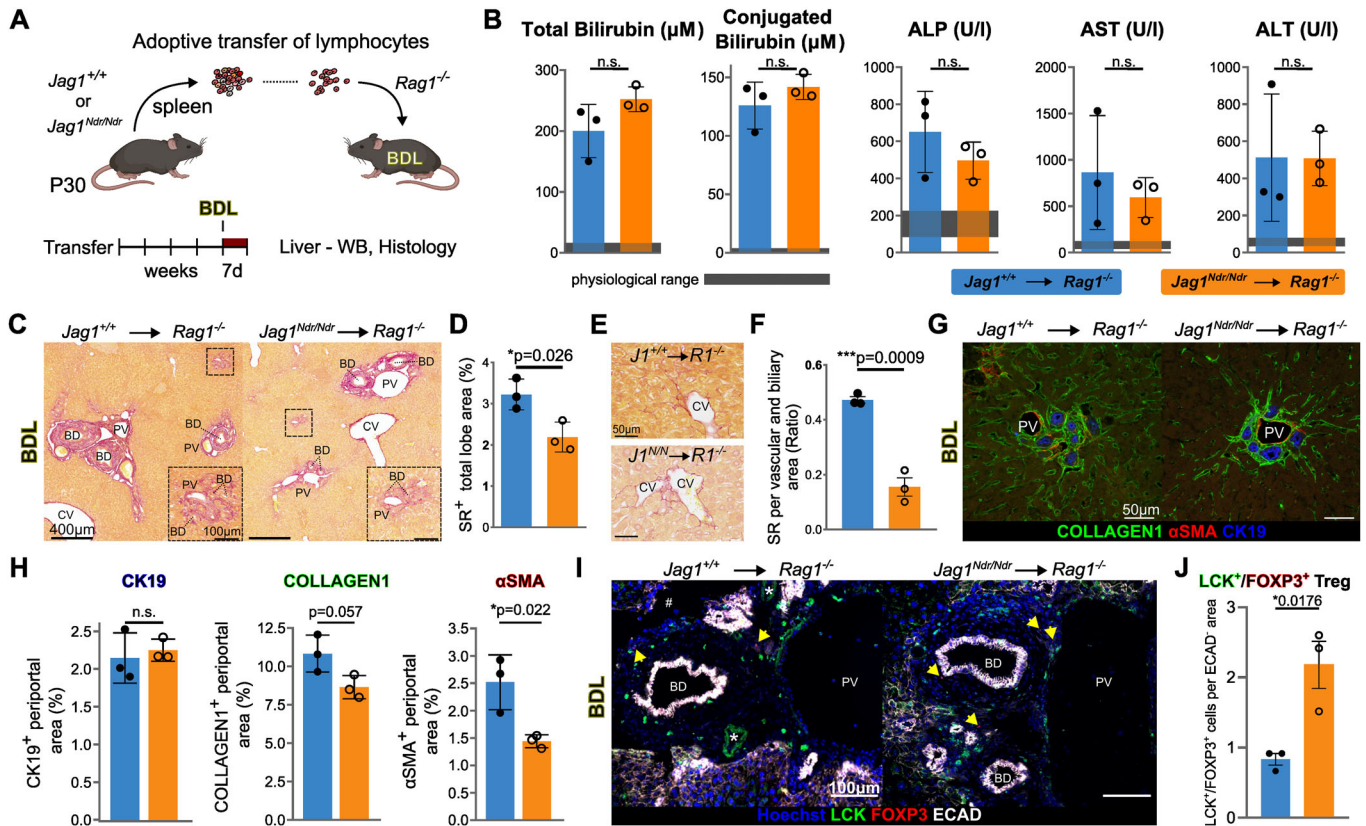 A
Adoptive transfer of lymphocytes
Jag1+/+
or
Jag1Ndr/Ndr
spleen
Rag1-/-
BDL
P30
BDL
Transfer
weeks
7d
Liver - WB, Histology
B
Total Bilirubin (µM)
n.s.
300
200
100
0
Conjugated
Bilirubin (µM)
n.s.
150
100
50
0
ALP (U/l)
n.s.
1000
800
600
400
200
0
AST (U/l)
n.s.
2000
1500
1000
500
0
ALT (U/l)
n.s.
1000
800
600
400
200
0
physiological range
Jag1+/+ → Rag1-/-
Jag1Ndr/Ndr → Rag1-/-
C
Jag1+/+ → Rag1-/-
Jag1Ndr/Ndr → Rag1-/-
BDL
BD
PV
BD
BD
PV
CV
400µm
PV
BD
BD
100µm
BD
BD
PV
CV
BD
PV
BD
PV
D
*p=0.026
SR+ total lobe area (%)
4
3
2
1
0
E
J1+/+→R1-/-
CV
50µm
J1N/N→R1-/-
CV
CV
F
***p=0.0009
SR per vascular and biliary
area (Ratio)
0.6
0.4
0.2
0.0
G
Jag1+/+ → Rag1-/-
Jag1Ndr/Ndr → Rag1-/-
BDL
PV
PV
50µm
COLLAGEN1 αSMA CK19
H
CK19
n.s.
CK19+ periportal
area (%)
2.5
2.0
1.5
1.0
0.5
0.0
COLLAGEN1
p=0.057
COLLAGEN1+ periportal
area (%)
12.5
10.0
7.5
5.0
2.5
0.0
αSMA
*p=0.022
αSMA+ periportal
area (%)
3.5
3.0
2.5
2.0
1.5
1.0
0.5
0.0
I
Jag1+/+ → Rag1-/-
Jag1Ndr/Ndr → Rag1-/-
BDL
#
*
BD
PV
*
100µm
BD
PV
BD
Hoechst LCK FOXP3 ECAD
J
LCK+/FOXP3+ Treg
*0.0176
LCK+/FOXP3+ cells per ECAD- area
3
2
1
0